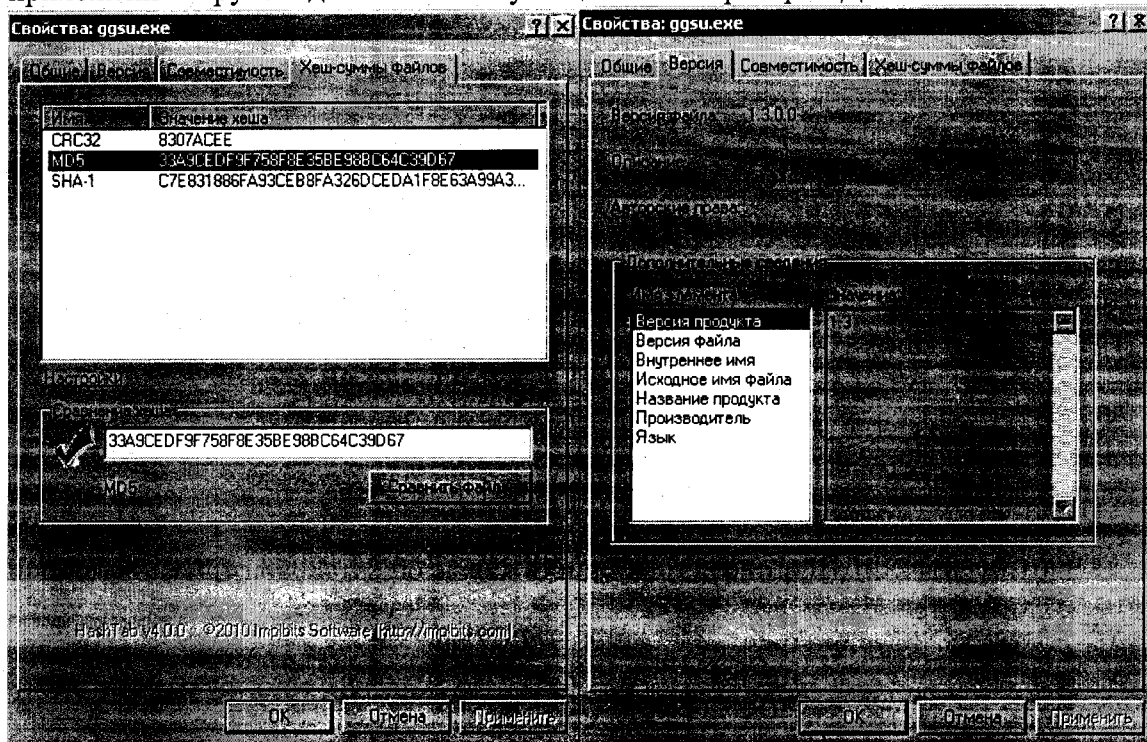 Свойства: ggsu.exe
Общие Версия Совместимость Хеш-суммы файлов
Имя Значение хеша
CRC32 8307ACEE
MD5 33A9CEDF9F758F8E35BE98BC64C39D67
SHA-1 C7E831886FA93CEB8FA326DCEDA1F8E63A99A3...
Настройки
Сравнение хеша
33A9CEDF9F758F8E35BE98BC64C39D67
MD5
Сравнить файл
HashTab v4.0.0 ©2010 Implbits Software (http://implbits.com)
OK Отмена Применить
Свойства: ggsu.exe
Общие Версия Совместимость Хеш-суммы файлов
Версия файла: 1.3.0.0
Авторские права:
Дополнительные сведения
Имя элемента
Версия продукта
Версия файла
Внутреннее имя
Исходное имя файла
Название продукта
Производитель
Язык
OK Отмена Применить